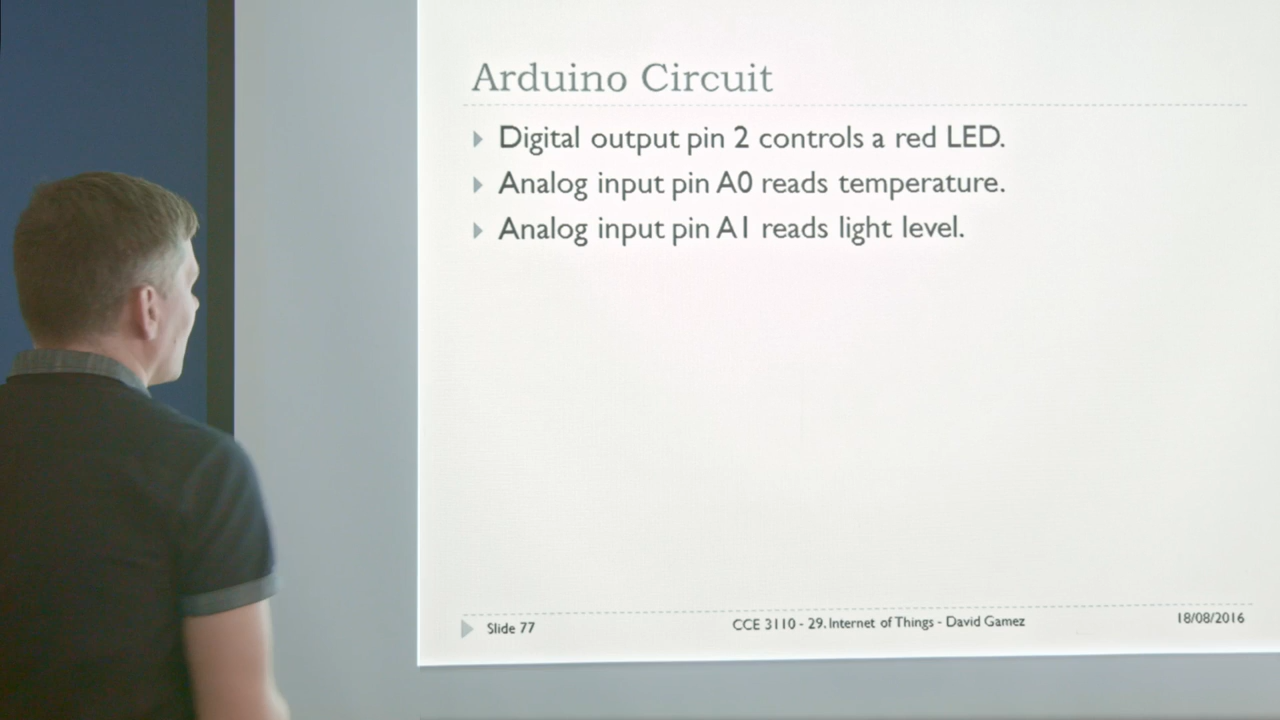 Arduino Circuit
Digital output pin 2 controls a red LED.
Analog input pin A0 reads temperature.
Analog input pin A1 reads light level.
Slide 77
CCE 3110 - 29. Internet of Things - David Gamez
18/08/2016